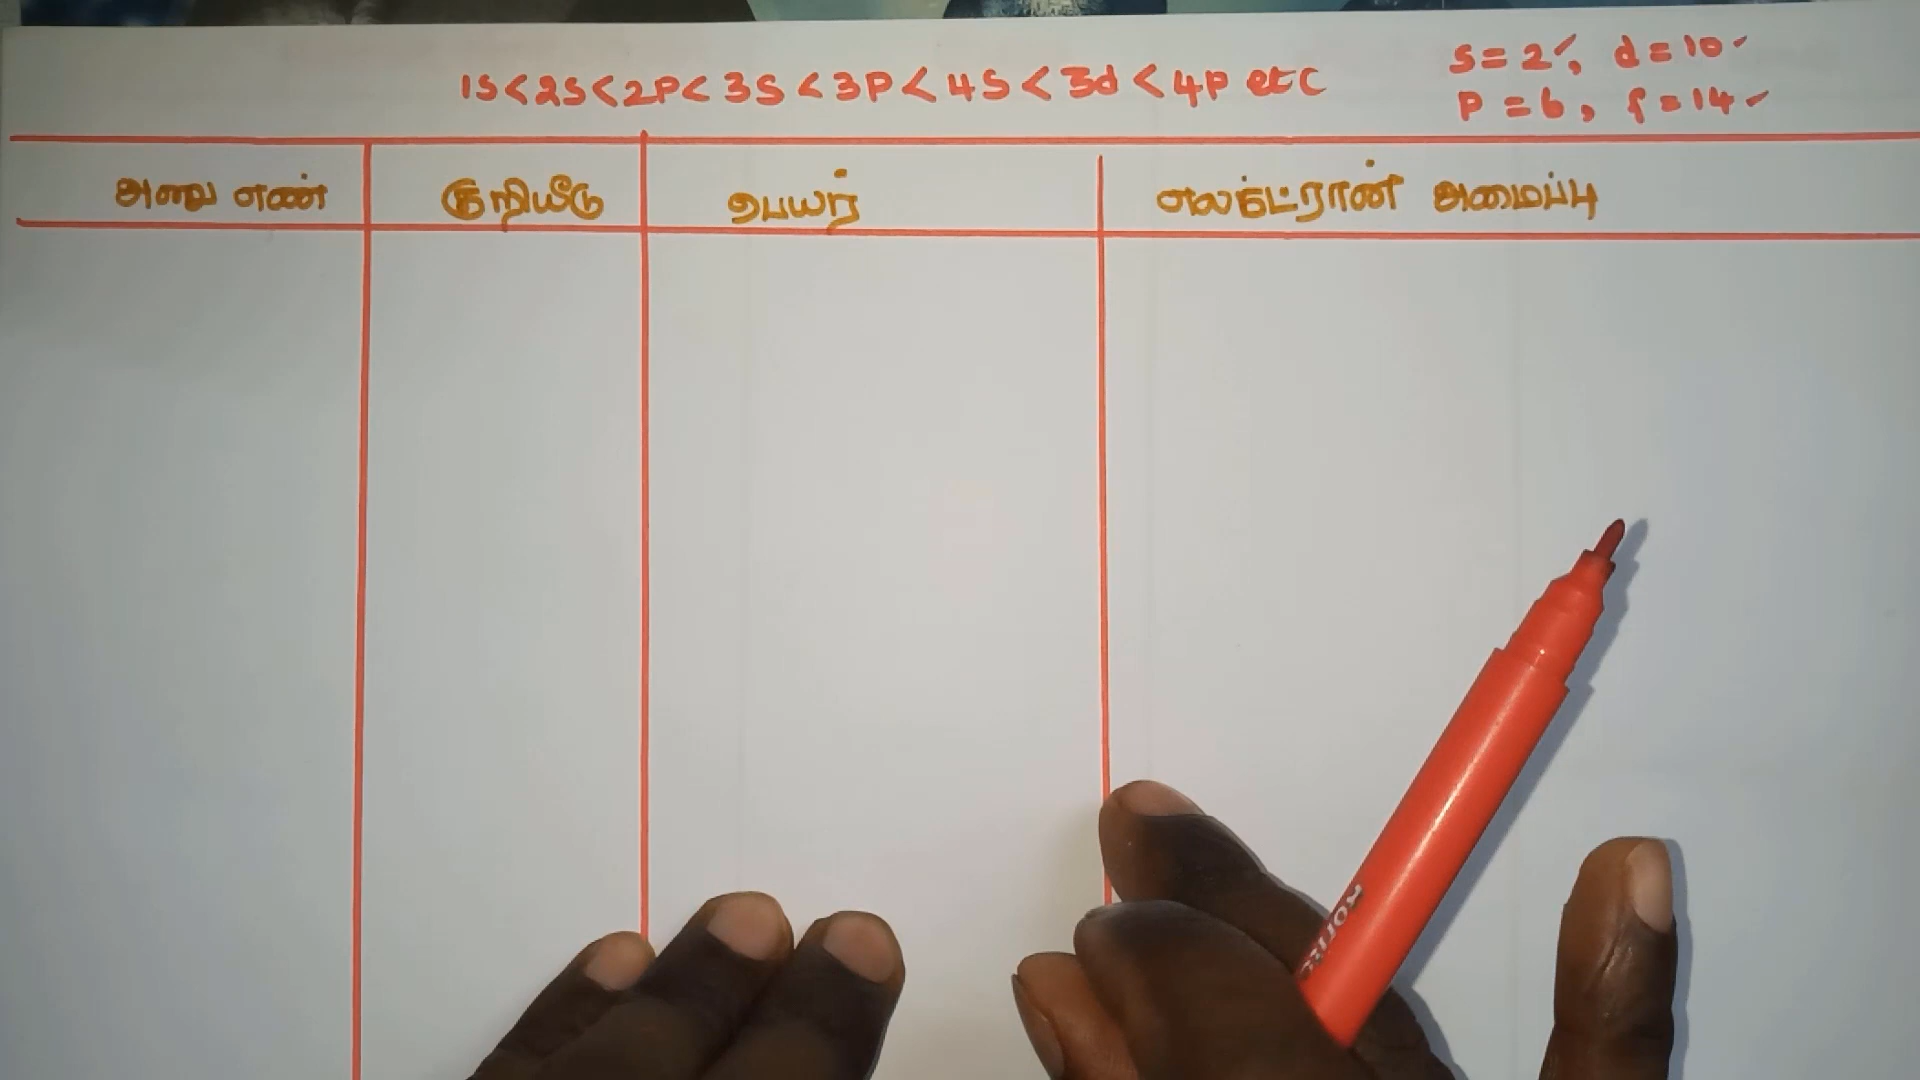 1s<2s<2p<3s<3p<4s<3d<4p etc
s=2, d=10
p=6, f=14
அணு எண் குறியீடு பெயர் எலக்ட்ரான் அமைப்பு